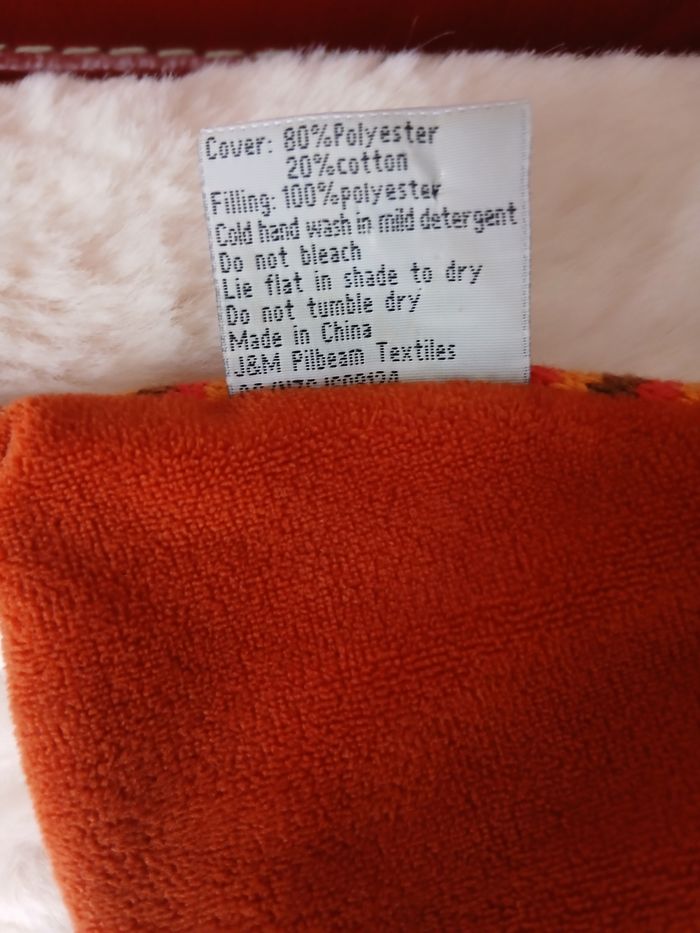 Cover: 80%Polyester
20%cotton
Filling: 100%polyester
Cold hand wash in mild detergent
Do not bleach
Lie flat in shade to dry
Do not tumble dry
Made in China
J&M Pilbeam Textiles